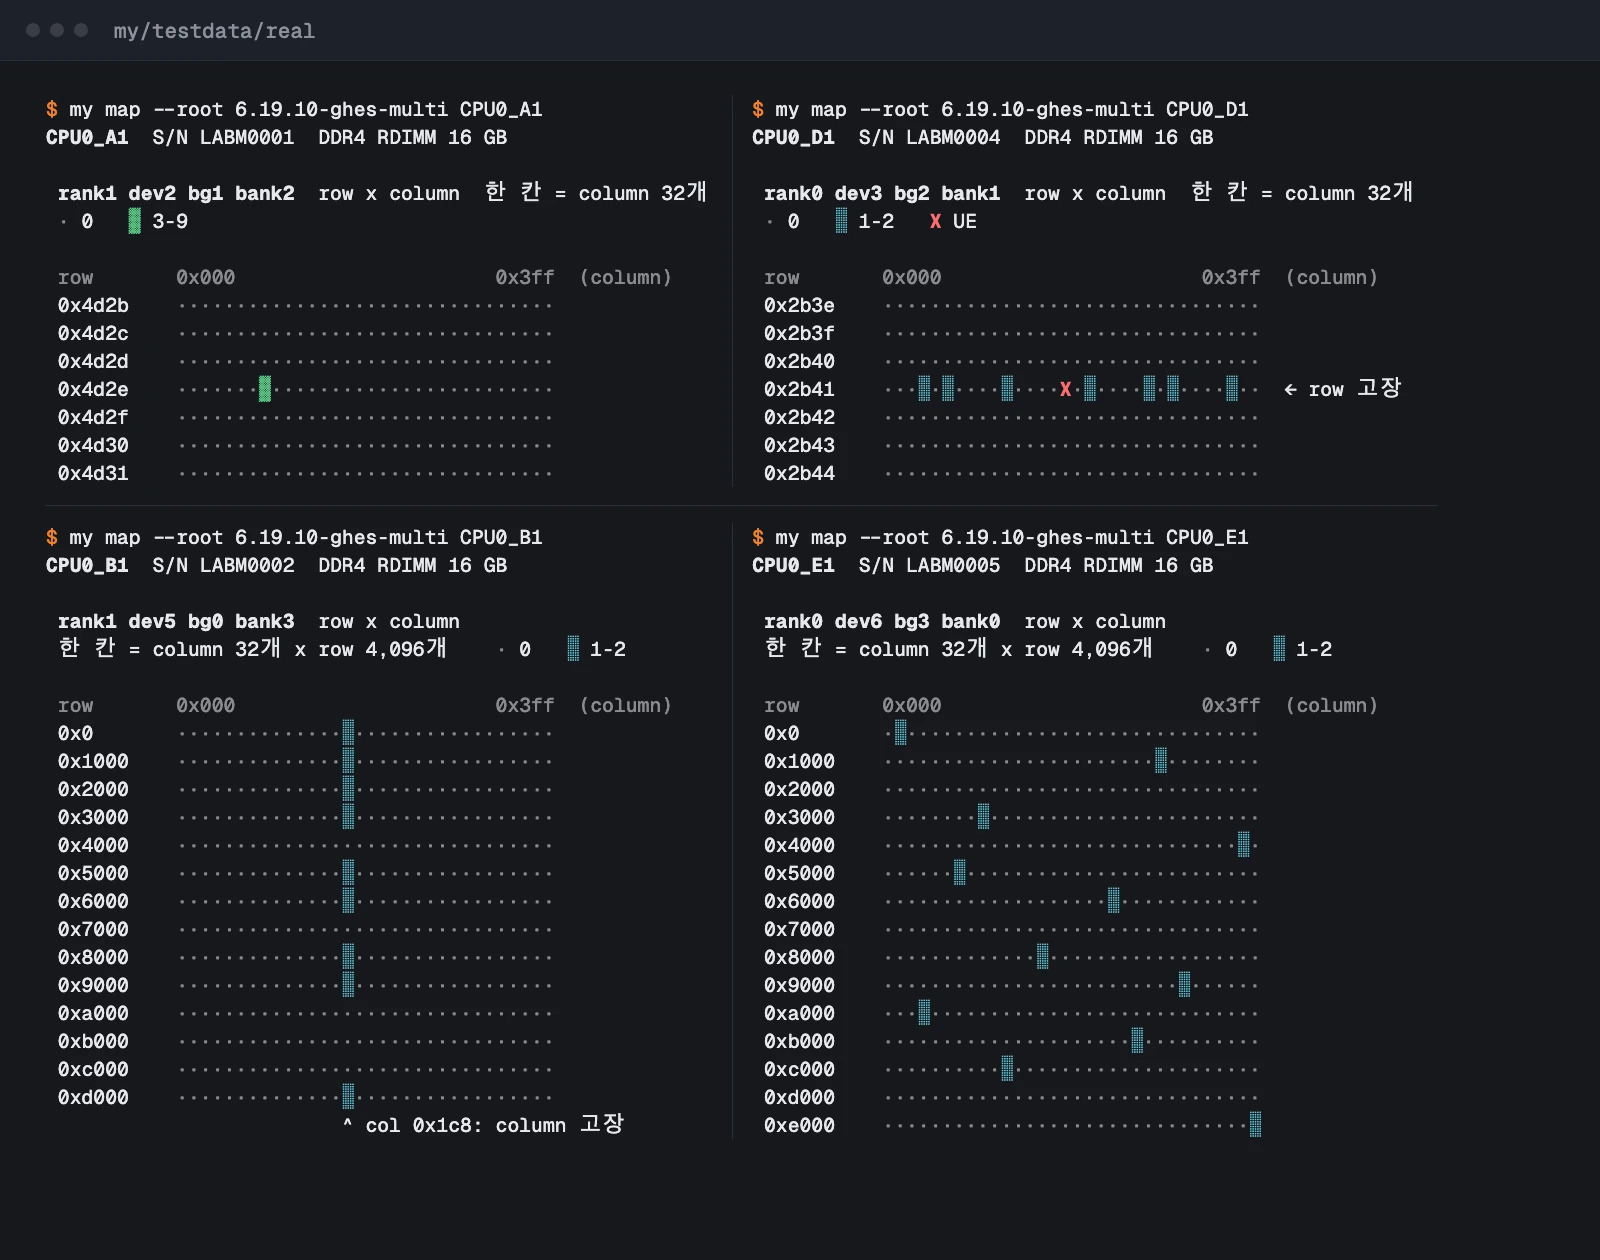 my/testdata/real
$ my map --root 6.19.10-ghes-multi CPU0_A1
CPU0_A1  S/N LABM0001  DDR4 RDIMM 16 GB
rank1 dev2 bg1 bank2  row x column  한 칸 = column 32개
· 0   ▓ 3-9
row       0x000                      0x3ff  (column)
0x4d2b    ································
0x4d2c    ································
0x4d2d    ································
0x4d2e    ·······▓························
0x4d2f    ································
0x4d30    ································
0x4d31    ································
$ my map --root 6.19.10-ghes-multi CPU0_D1
CPU0_D1  S/N LABM0004  DDR4 RDIMM 16 GB
rank0 dev3 bg2 bank1  row x column  한 칸 = column 32개
· 0   ▒ 1-2   X UE
row       0x000                      0x3ff  (column)
0x2b3e    ································
0x2b3f    ································
0x2b40    ································
0x2b41    ···▒·▒····▒····X·▒····▒·▒····▒··  ← row 고장
0x2b42    ································
0x2b43    ································
0x2b44    ································
$ my map --root 6.19.10-ghes-multi CPU0_B1
CPU0_B1  S/N LABM0002  DDR4 RDIMM 16 GB
rank1 dev5 bg0 bank3  row x column
한 칸 = column 32개 x row 4,096개    · 0   ▒ 1-2
row       0x000                      0x3ff  (column)
0x0       ··············▒·················
0x1000    ··············▒·················
0x2000    ··············▒·················
0x3000    ··············▒·················
0x4000    ································
0x5000    ··············▒·················
0x6000    ··············▒·················
0x7000    ································
0x8000    ··············▒·················
0x9000    ··············▒·················
0xa000    ································
0xb000    ································
0xc000    ································
0xd000    ··············▒·················
^ col 0x1c8: column 고장
$ my map --root 6.19.10-ghes-multi CPU0_E1
CPU0_E1  S/N LABM0005  DDR4 RDIMM 16 GB
rank0 dev6 bg3 bank0  row x column
한 칸 = column 32개 x row 4,096개    · 0   ▒ 1-2
row       0x000                      0x3ff  (column)
0x0       ·▒······························
0x1000    ·······················▒········
0x2000    ································
0x3000    ········▒·······················
0x4000    ······························▒·
0x5000    ······▒·························
0x6000    ···················▒············
0x7000    ································
0x8000    ·············▒··················
0x9000    ·························▒······
0xa000    ···▒····························
0xb000    ·····················▒··········
0xc000    ··········▒·····················
0xd000    ································
0xe000    ·······························▒